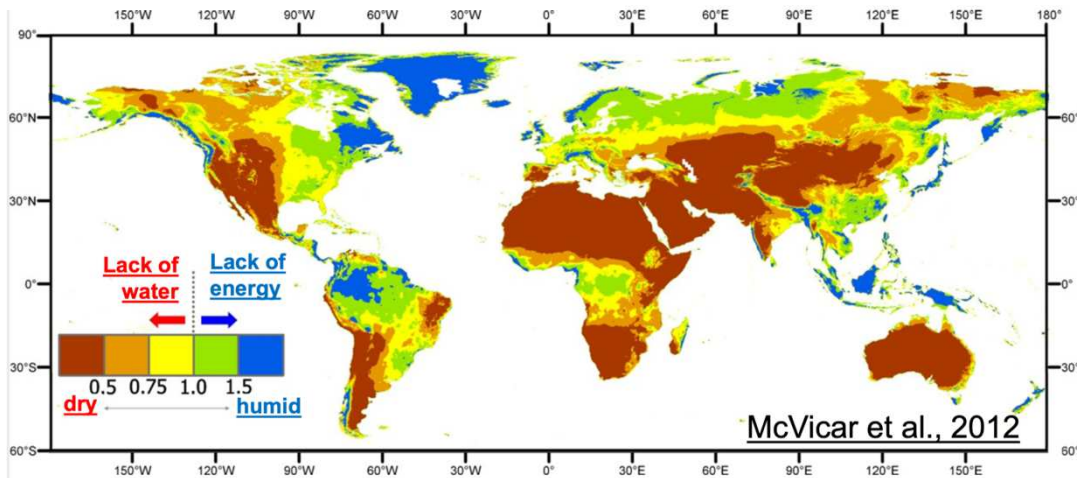 150°W 120°W 90°W 60°W 30°W 0° 30°E 60°E 90°E 120°E 150°E 180°
90° 90°
60°N 60°N
30°N 30°N
0° 0°
30°S 30°S
60°S 60°
Lack of
water
Lack of
energy
0.5 0.75 1.0 1.5
dry humid
McVicar et al., 2012
150°W 120°W 90°W 60°W 30°W 0° 30°E 60°E 90°E 120°E 150°E